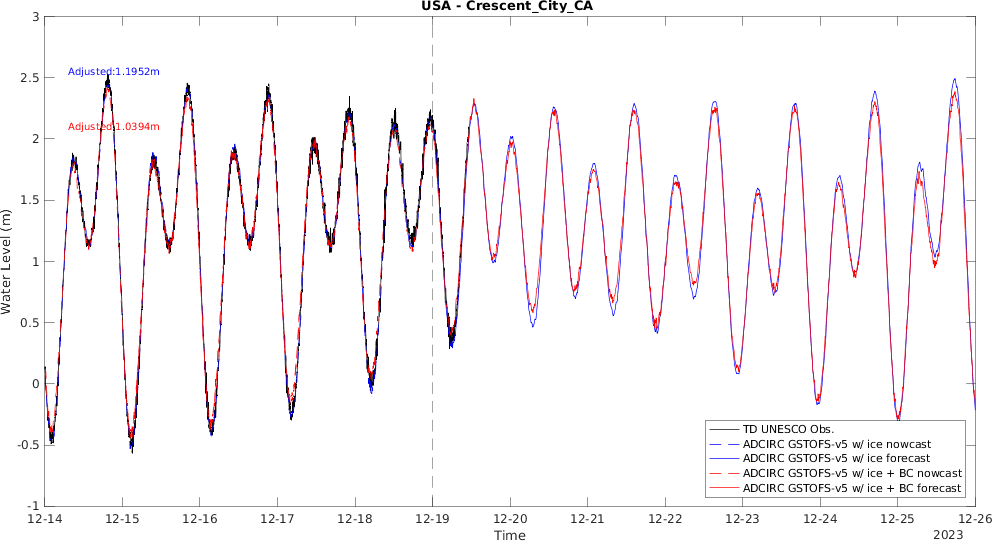 USA - Crescent_City_CA
3
2.5
2
1.5
1
0.5
0
-0.5
-1
Water Level (m)
Adjusted:1.1952m
Adjusted:1.0394m
TD UNESCO Obs.
ADCIRC GSTOFS-v5 w/ ice nowcast
ADCIRC GSTOFS-v5 w/ ice forecast
ADCIRC GSTOFS-v5 w/ ice + BC nowcast
ADCIRC GSTOFS-v5 w/ ice + BC forecast
12-14 12-15 12-16 12-17 12-18 12-19 12-20 12-21 12-22 12-23 12-24 12-25 12-26
Time
2023